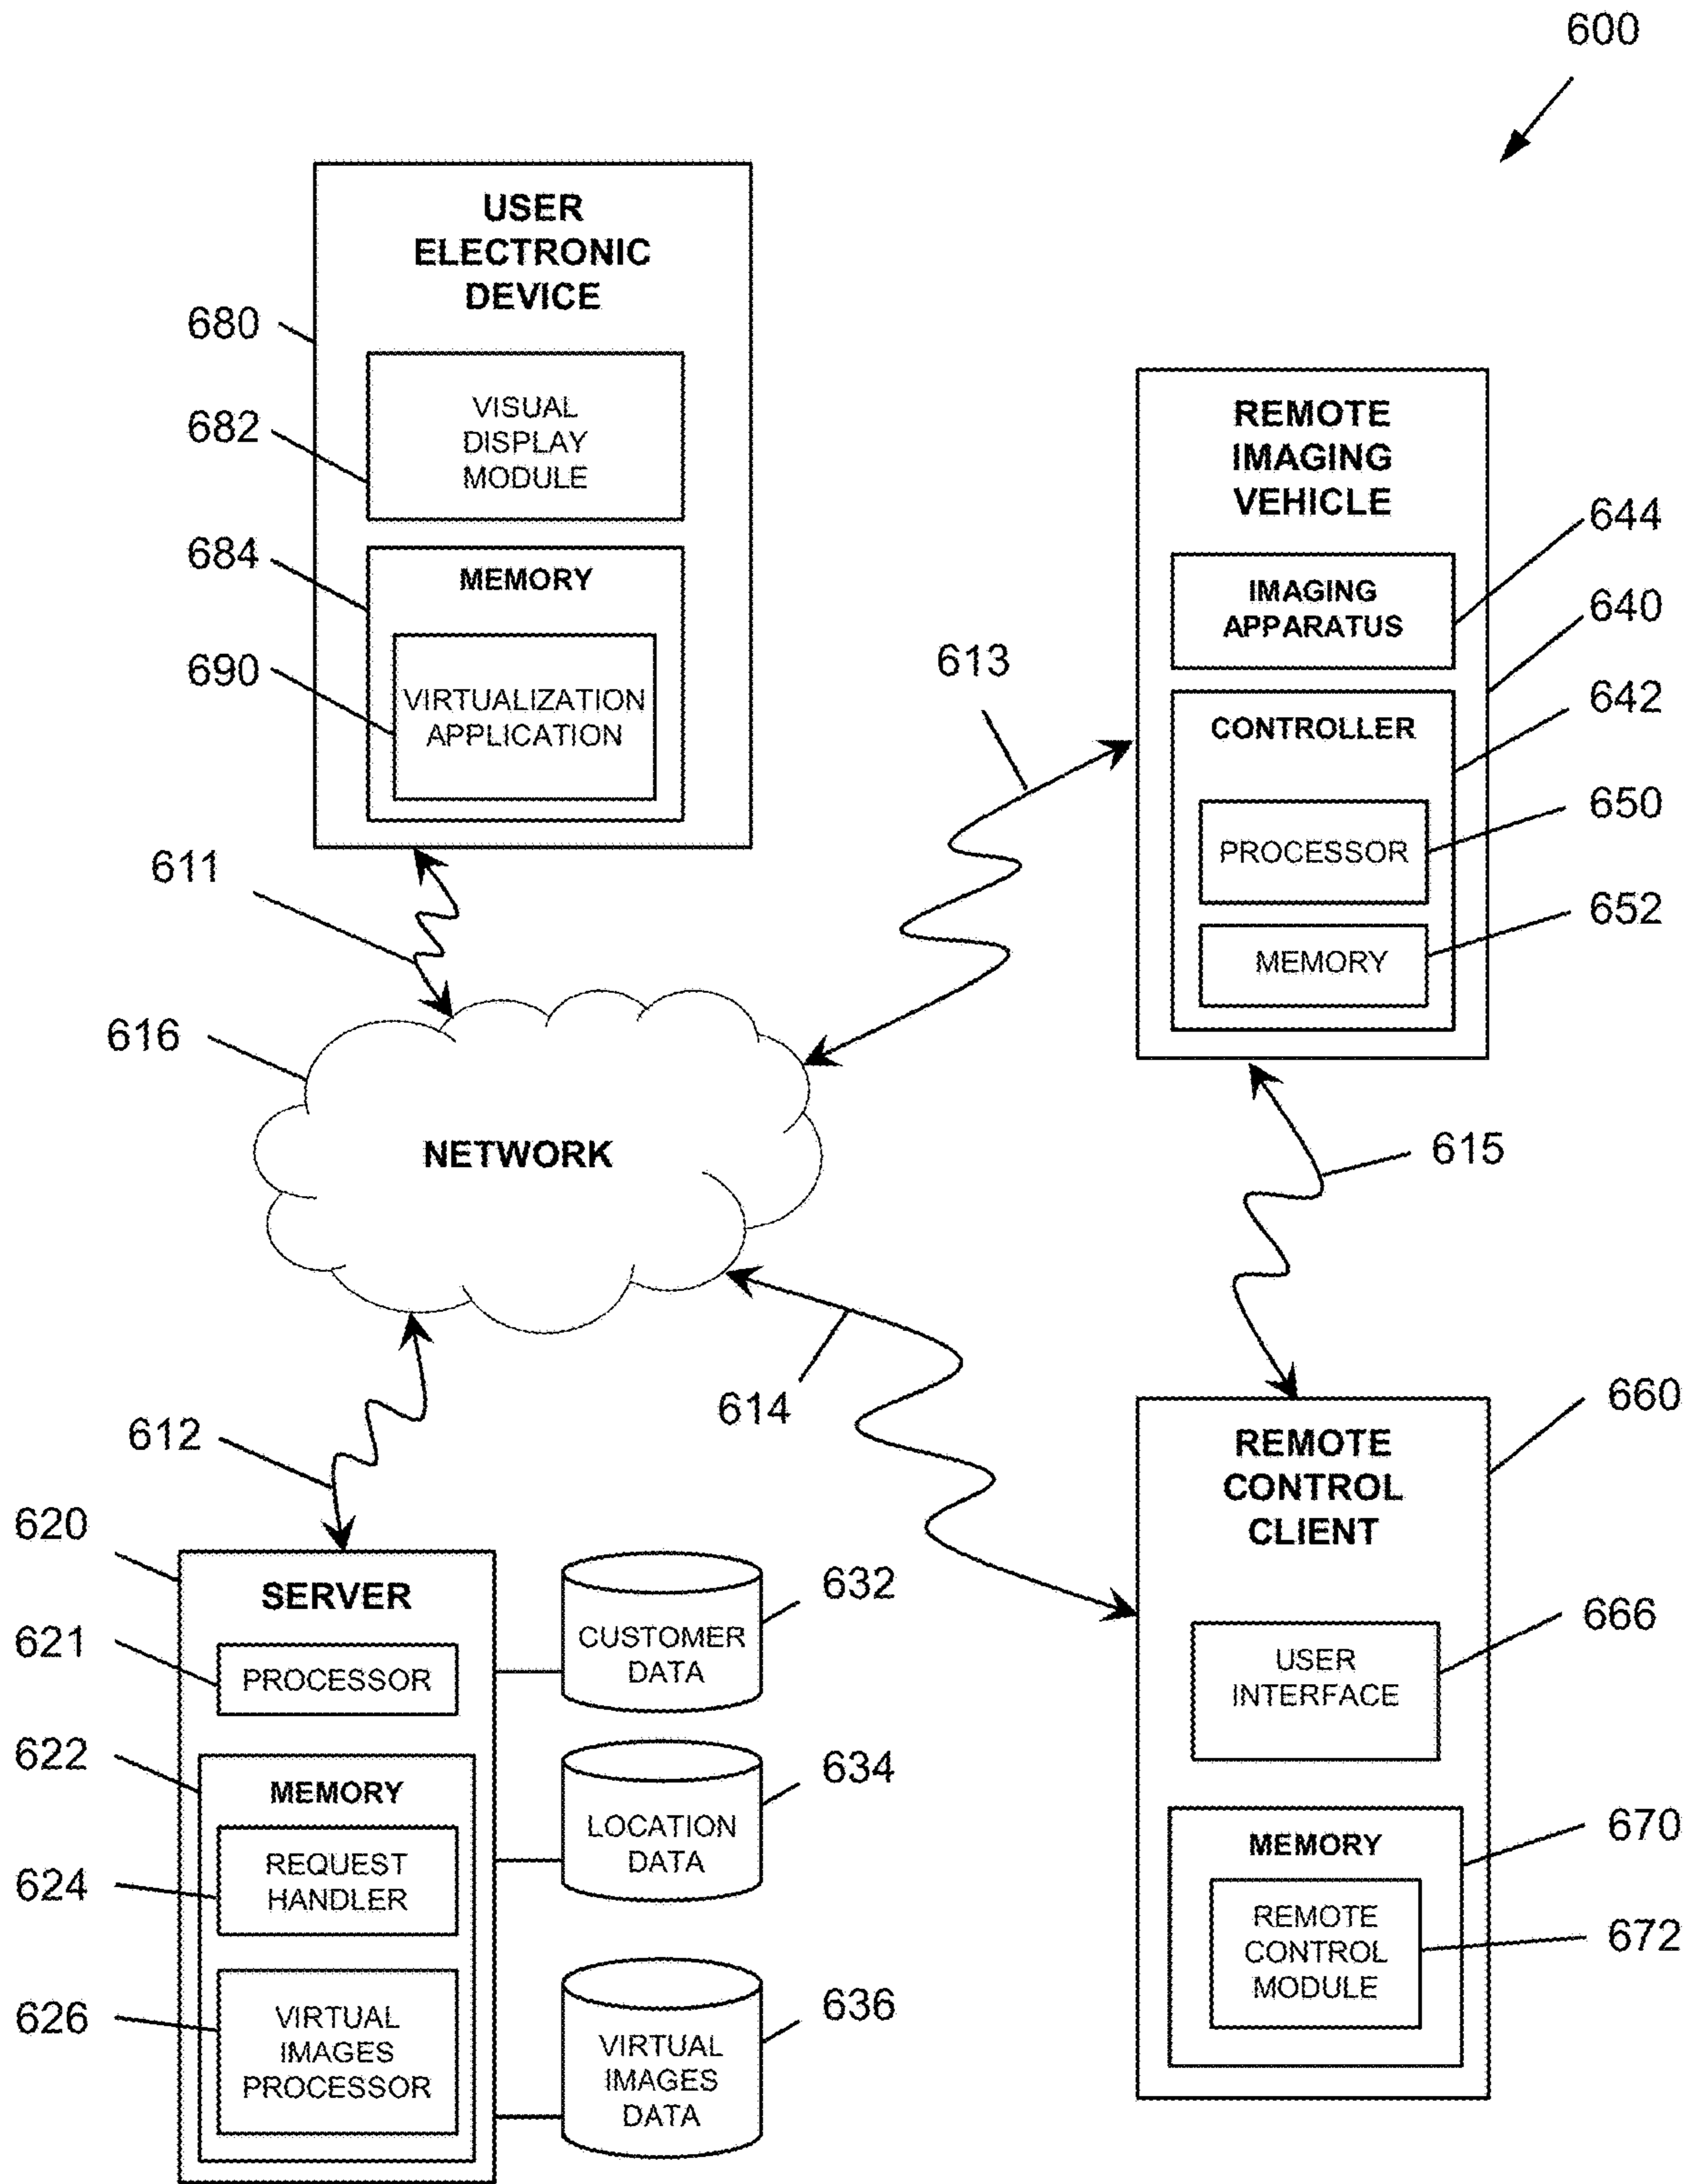 600
USER
ELECTRONIC
DEVICE
680
VISUAL
DISPLAY
MODULE
682
684
MEMORY
690
VIRTUALIZATION
APPLICATION
REMOTE
IMAGING
VEHICLE
644
IMAGING
APPARATUS
640
642
CONTROLLER
650
PROCESSOR
652
MEMORY
613
611
616
NETWORK
615
614
612
660
REMOTE
CONTROL
CLIENT
666
USER
INTERFACE
670
MEMORY
672
REMOTE
CONTROL
MODULE
620
SERVER
621
PROCESSOR
622
MEMORY
624
REQUEST
HANDLER
626
VIRTUAL
IMAGES
PROCESSOR
632
CUSTOMER
DATA
634
LOCATION
DATA
636
VIRTUAL
IMAGES
DATA